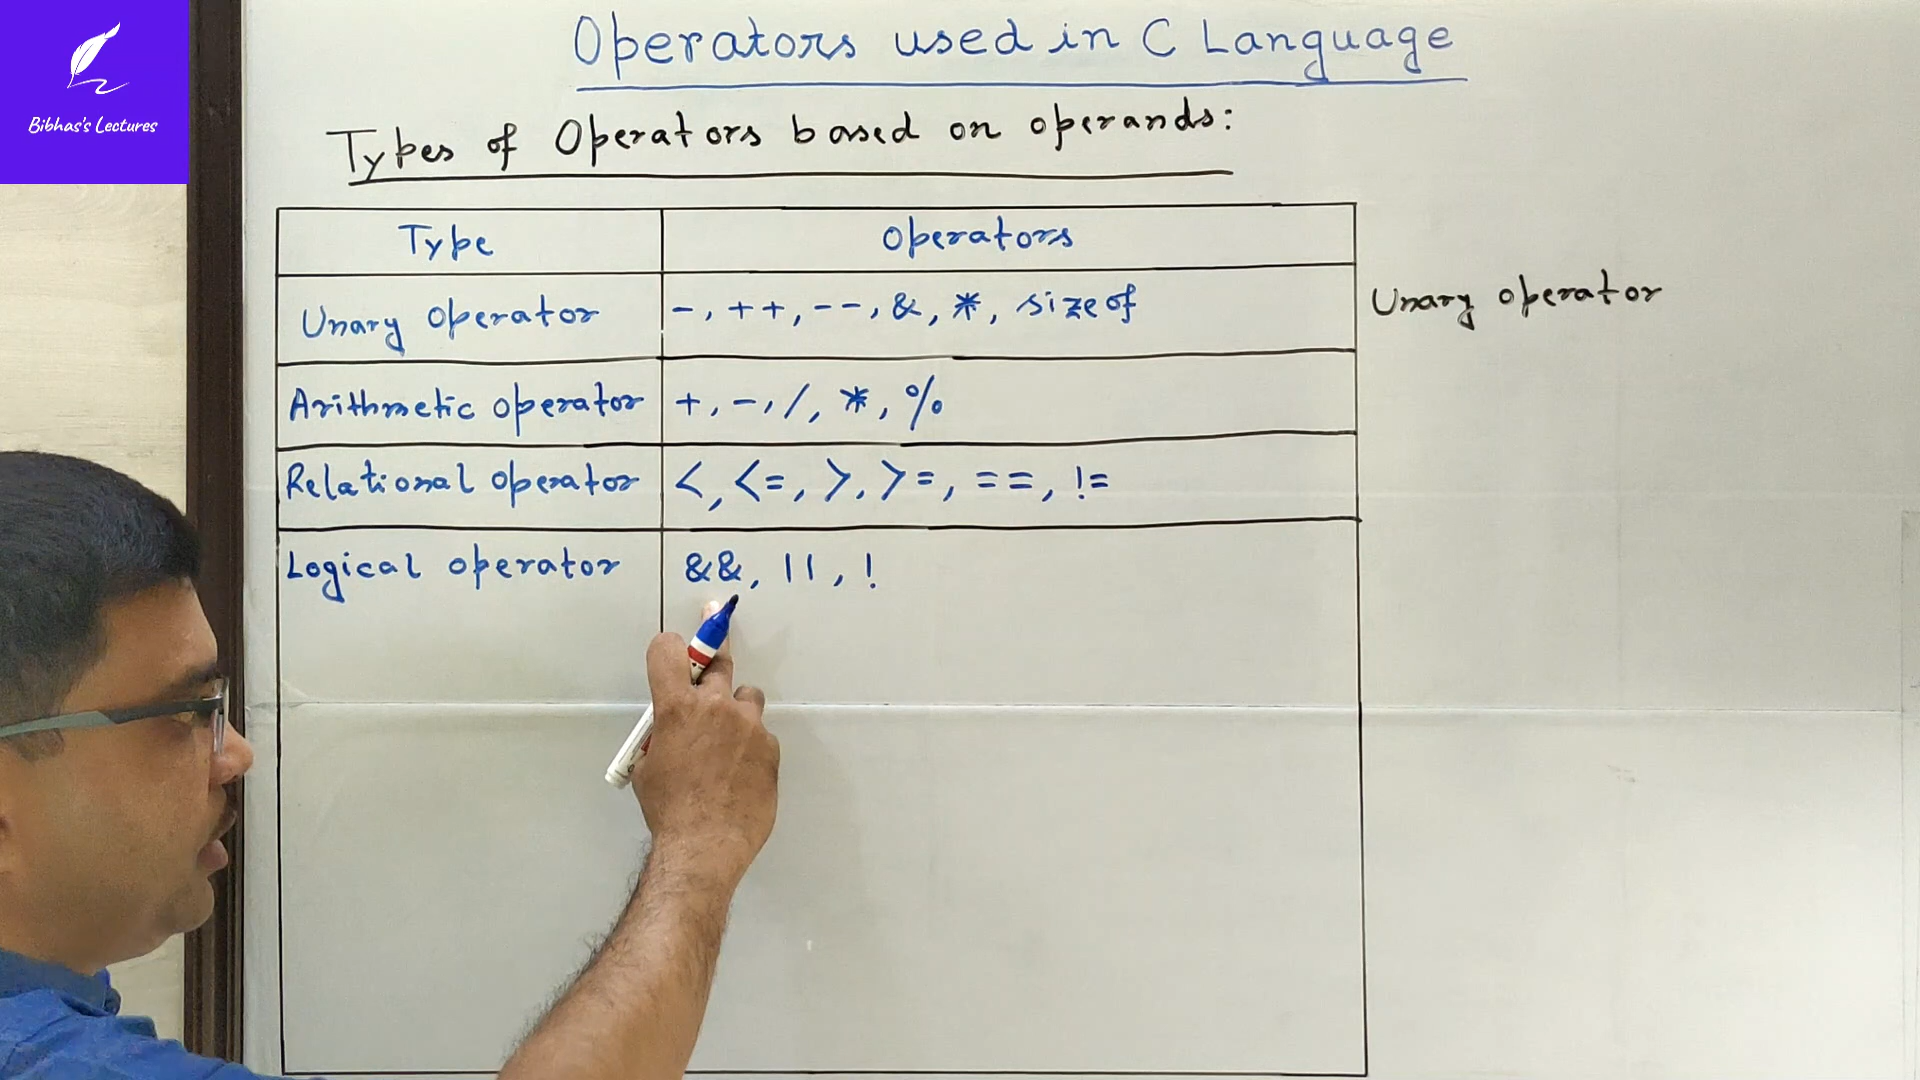 Bibhas's Lectures
Operators used in C Language
Types of Operators based on operands:
Type Operators
Unary operator -, ++, --, &, *, sizeof
Unary operator
Arithmetic operator +, -, /, *, %
Relational operator <, <=, >, >=, ==, !=
Logical operator &&, ||, !